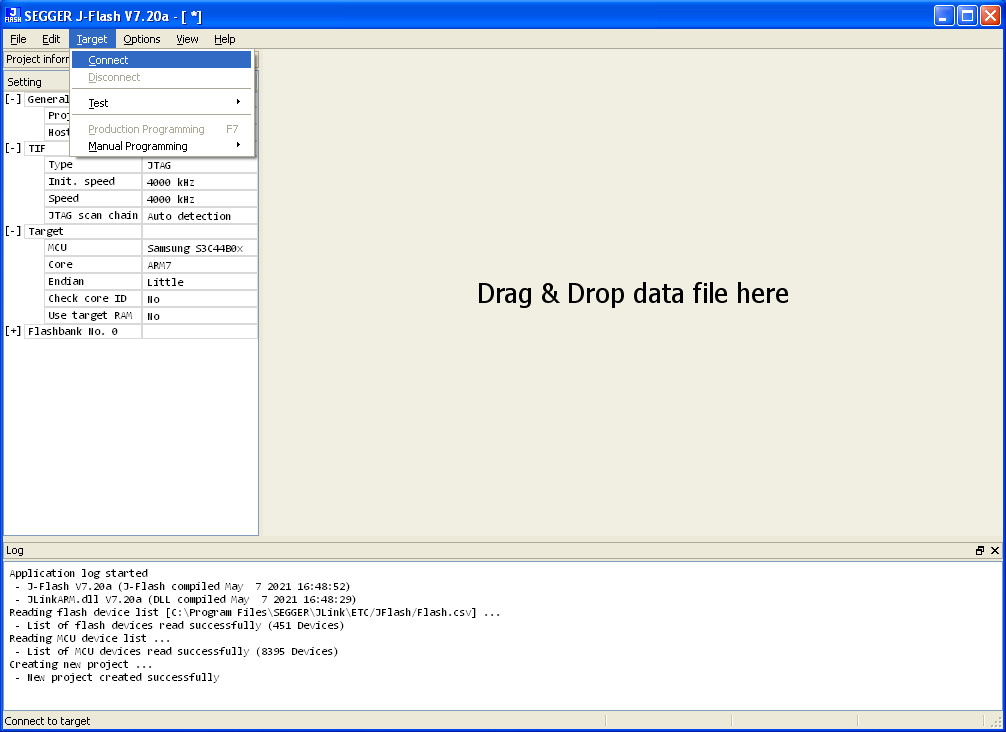 SEGGER J-Flash V7.20a - [ *]
File Edit Target Options View Help
Project inform
Connect
Setting
Disconnect
[-] General
Test
Proj
Production Programming F7
Host
Manual Programming
[-] TIF
Type JTAG
Init. speed 4000 kHz
Speed 4000 kHz
JTAG scan chain Auto detection
[-] Target
MCU Samsung S3C44B0x
Core ARM7
Endian Little
Check core ID No
Use target RAM No
[+] Flashbank No. 0
Drag & Drop data file here
Log
Application log started
- J-Flash V7.20a (J-Flash compiled May  7 2021 16:48:52)
- JLinkARM.dll V7.20a (DLL compiled May  7 2021 16:48:29)
Reading flash device list [C:\Program Files\SEGGER\JLink\ETC/JFlash/Flash.csv] ...
- List of flash devices read successfully (451 Devices)
Reading MCU device list ...
- List of MCU devices read successfully (8395 Devices)
Creating new project ...
- New project created successfully
Connect to target